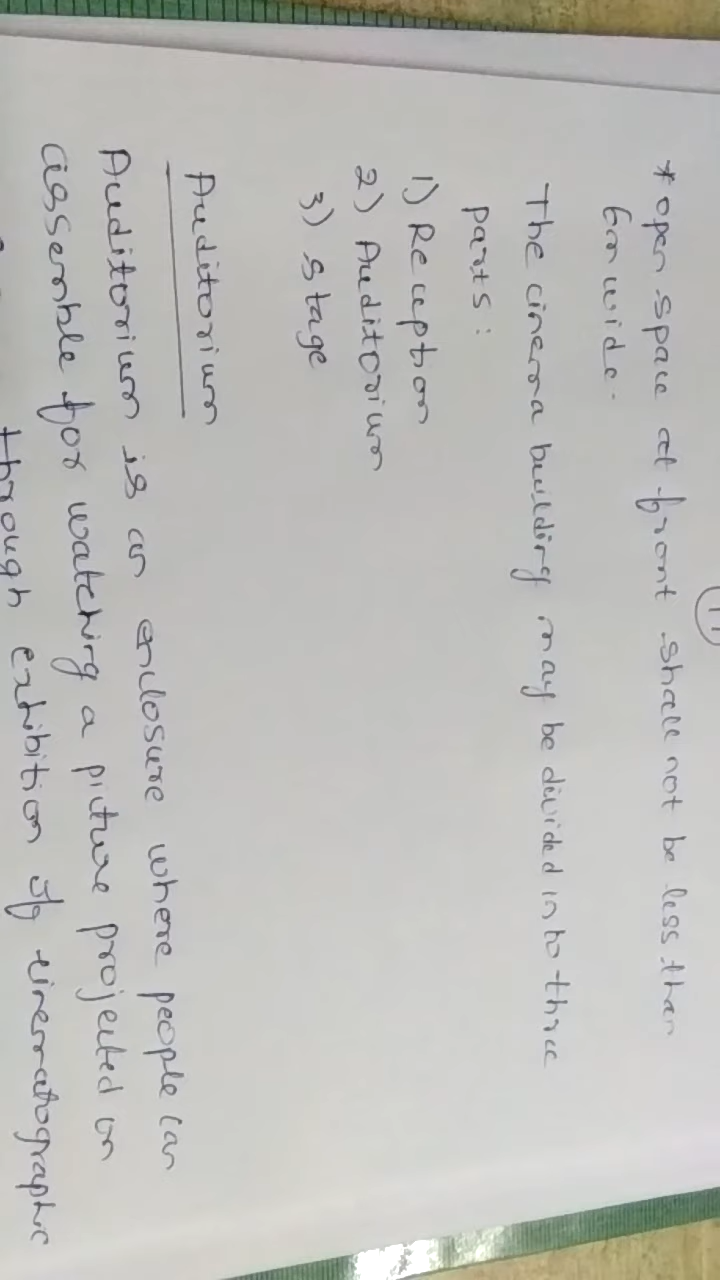 * open space at front shall not be less than
6m wide.
The cinema building may be divided into three
parts:
1) Reception
2) Auditorium
3) Stage
Auditorium
Auditorium is an enclosure where people can
assemble for watching a picture projected on
through exhibition of cinematographic